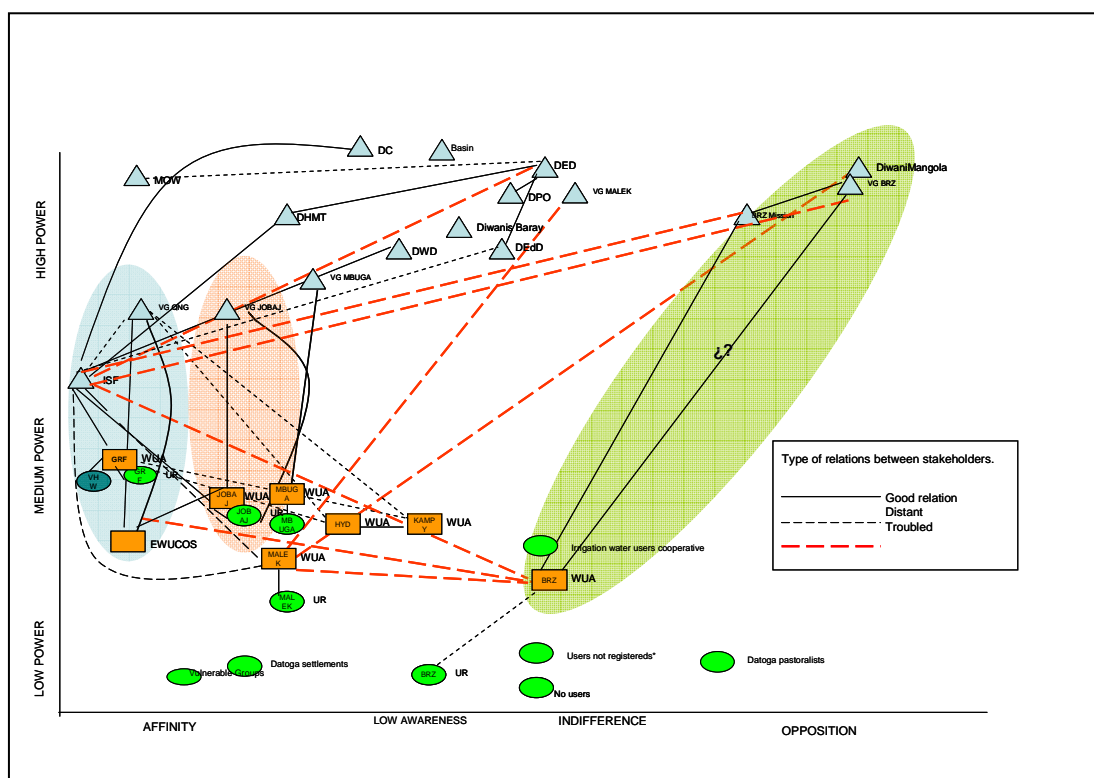 DC
Basin
MOW
DED
DiwaniMangola
VG BRZ
DPO
VG MALEK
DHMT
BRZ Mission
Diwanis Baray
DWD
DEdD
VG MBUGA
HIGH POWER
VG QNG
VG JOBAJ
¿?
ISF
MEDIUM POWER
Type of relations between stakeholders.
Good relation
Distant
Troubled
GRF
WUA
VH
W
GR
F
UR
JOBA
J
WUA
MBUG
A
WUA
JOB
AJ
UR
MB
UGA
HYD
WUA
KAMP
Y
WUA
EWUCOS
Irrigation water users cooperative
MALE
K
WUA
BRZ
WUA
MAL
EK
UR
LOW POWER
Users not registereds"
Datoga settlements
Vulnerable Groups
BRZ
UR
Datoga pastoralists
No users
AFFINITY
LOW AWARENESS
INDIFFERENCE
OPPOSITION